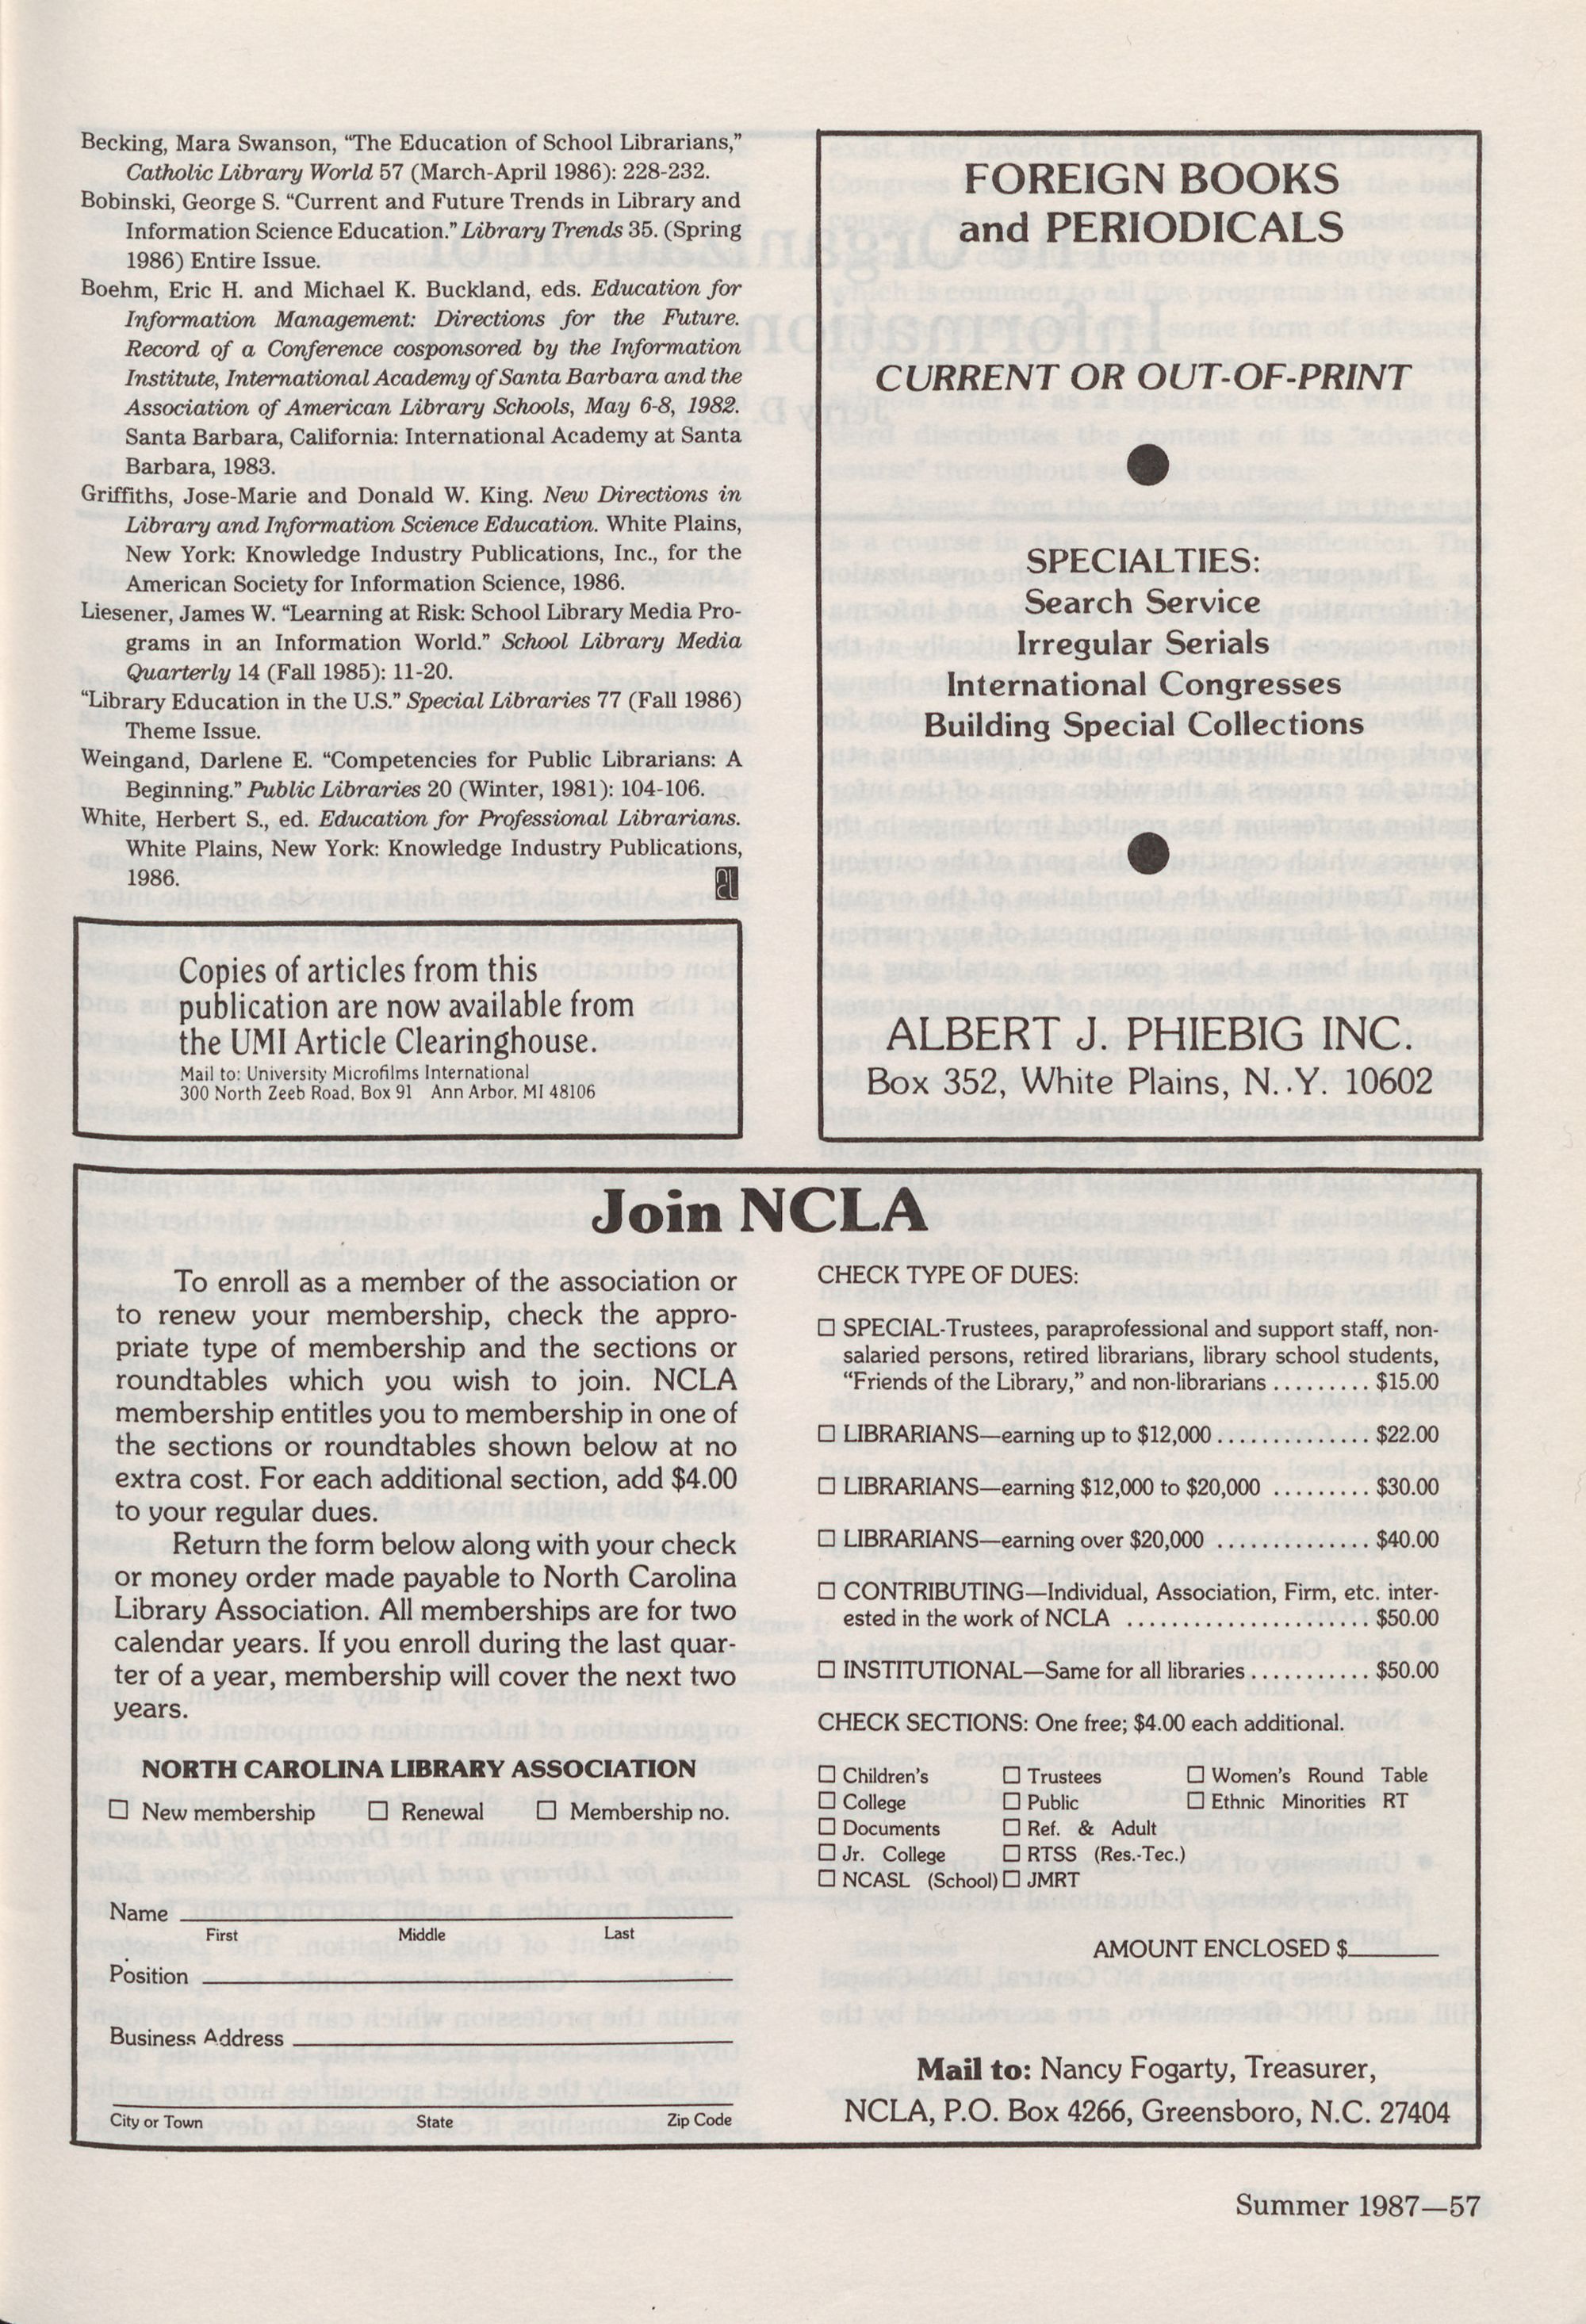 Becking, Mara Swanson, “The Education of School Librarians,”
Catholic Library World 57 (March-April 1986): 228-232.
Bobinski, George S. “Current and Future Trends in Library and
Information Science Education.” Library Trends 35. (Spring
1986) Entire Issue.
Boehm, Eric H. and Michael K. Buckland, eds. Education for
Information Management: Directions for the Future.
Record of a Conference cosponsored by the Information
Institute, International Academy of Santa Barbara and the
Association of American Library Schools, May 6-8, 1982.
Santa Barbara, California: International Academy at Santa
Barbara, 1983.
Griffiths, Jose-Marie and Donald W. King. New Directions in
Library and Information Science Education. White Plains,
New York: Knowledge Industry Publications, Inc., for the
American Society for Information Science, 1986.
Liesener, James W. “Learning at Risk: School Library Media Pro-
grams in an Information World.” School Library Media
Quarterly 14 (Fall 1985): 11-20.
“Library Education in the U.S.” Special Libraries 77 (Fall 1986)
Theme Issue.
Weingand, Darlene E. “Competencies for Public Librarians: A
Beginning.” Public Libraries 20 (Winter, 1981): 104-106.
White, Herbert S., ed. Education for Professional Librarians.
White Plains, New York: Knowledge Industry Publications,
1986.
Copies of articles from this
publication are now available from
the UMI Article Clearinghouse.
Mail to: University Microfilms International
300 North Zeeb Road, Box 91 Ann Arbor, MI 48106
FOREIGN BOOKS
and PERIODICALS
CURRENT OR OUT-OF-PRINT
SPECIALTIES:
Search Service
Irregular Serials
International Congresses
Building Special Collections
ALBERT J. PHIEBIG INC.
Box 352, White Plains, N..Y. 10602
Join NCLA
To enroll as a member of the association or
to renew your membership, check the appro-
priate type of membership and the sections or
roundtables which you wish to join. NCLA
membership entitles you to membership in one of
the sections or roundtables shown below at no
extra cost. For each additional section, add $4.00
to your regular dues.
Return the form below along with your check
or money order made payable to North Carolina
Library Association. All memberships are for two
calendar years. If you enroll during the last quar-
ter of a year, membership will cover the next two
years.
NORTH CAROLINA LIBRARY ASSOCIATION
☐ New membership ☐ Renewal ☐ Membership no.
Name
First Middle Last
Position
Business Address
City or Town State Zip Code
CHECK TYPE OF DUES:
☐ SPECIAL-Trustees, paraprofessional and support staff, non-
salaried persons, retired librarians, library school students,
“Friends of the Library,” and non-librarians ......... $15.00
☐ LIBRARIANS—earning up to $12,000 .............. $22.00
☐ LIBRARIANS—earning $12,000 to $20,000 ......... $30.00
☐ LIBRARIANS—earning over $20,000 .............. $40.00
☐ CONTRIBUTING—Individual, Association, Firm, etc. inter-
ested in the work of NCLA ...................... $50.00
☐ INSTITUTIONAL—Same for all libraries ........... $50.00
CHECK SECTIONS: One free; $4.00 each additional.
☐ Children's ☐ Trustees ☐ Women's Round Table
☐ College ☐ Public ☐ Ethnic Minorities RT
☐ Documents ☐ Ref. & Adult
☐ Jr. College ☐ RTSS (Res.-Tec.)
☐ NCASL (School) ☐ JMRT
AMOUNT ENCLOSED $
Mail to: Nancy Fogarty, Treasurer,
NCLA, P.O. Box 4266, Greensboro, N.C. 27404
Summer 1987—57